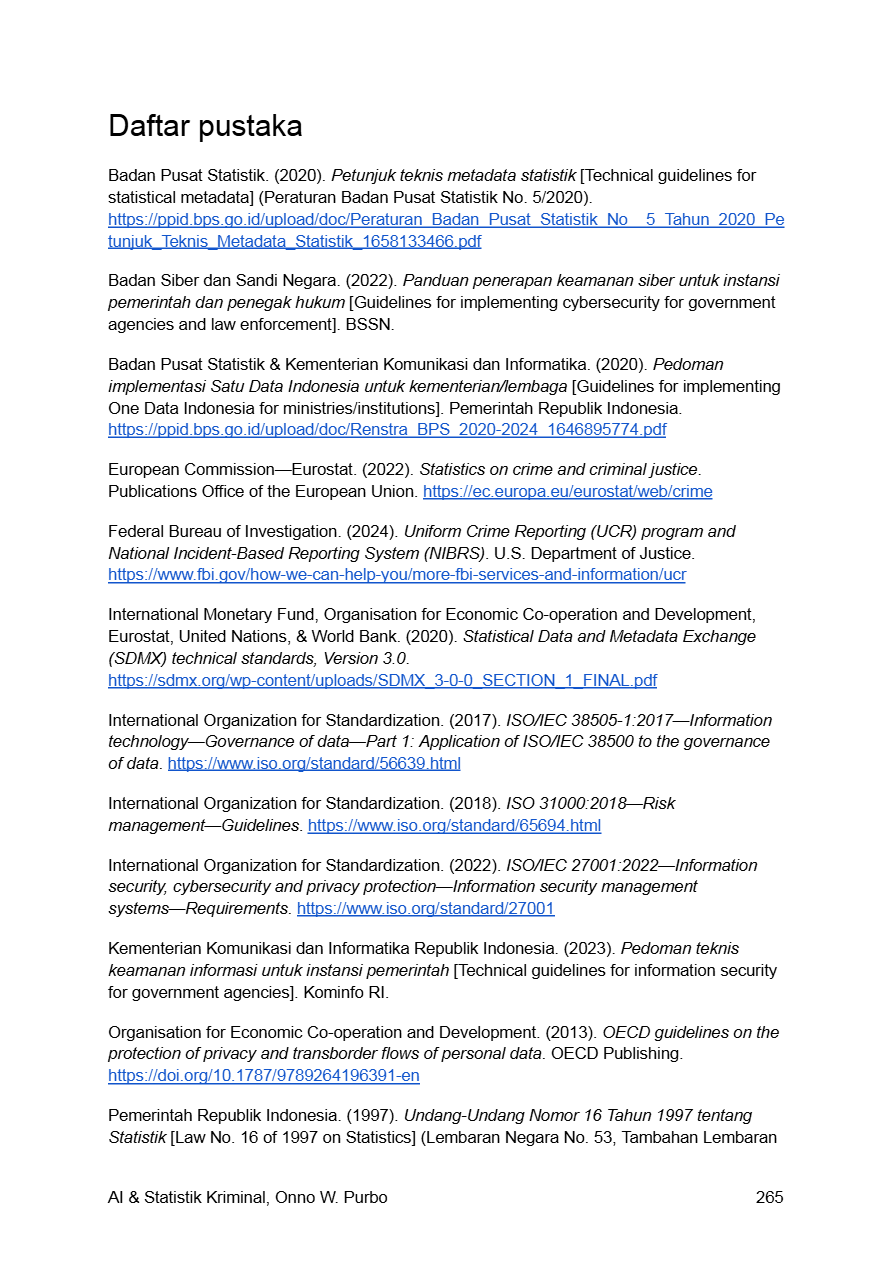 Daftar pustaka
Badan Pusat Statistik. (2020). Petunjuk teknis metadata statistik [Technical guidelines for
statistical metadata] (Peraturan Badan Pusat Statistik No. 5/2020).
https://ppid.bps.go.id/upload/doc/Peraturan_Badan_Pusat_Statistik_No__5_Tahun_2020_Pe
tunjuk_Teknis_Metadata_Statistik_1658133466.pdf
Badan Siber dan Sandi Negara. (2022). Panduan penerapan keamanan siber untuk instansi
pemerintah dan penegak hukum [Guidelines for implementing cybersecurity for government
agencies and law enforcement]. BSSN.
Badan Pusat Statistik & Kementerian Komunikasi dan Informatika. (2020). Pedoman
implementasi Satu Data Indonesia untuk kementerian/lembaga [Guidelines for implementing
One Data Indonesia for ministries/institutions]. Pemerintah Republik Indonesia.
https://ppid.bps.go.id/upload/doc/Renstra_BPS_2020-2024_1646895774.pdf
European Commission—Eurostat. (2022). Statistics on crime and criminal justice.
Publications Office of the European Union. https://ec.europa.eu/eurostat/web/crime
Federal Bureau of Investigation. (2024). Uniform Crime Reporting (UCR) program and
National Incident-Based Reporting System (NIBRS). U.S. Department of Justice.
https://www.fbi.gov/how-we-can-help-you/more-fbi-services-and-information/ucr
International Monetary Fund, Organisation for Economic Co-operation and Development,
Eurostat, United Nations, & World Bank. (2020). Statistical Data and Metadata Exchange
(SDMX) technical standards, Version 3.0.
https://sdmx.org/wp-content/uploads/SDMX_3-0-0_SECTION_1_FINAL.pdf
International Organization for Standardization. (2017). ISO/IEC 38505-1:2017—Information
technology—Governance of data—Part 1: Application of ISO/IEC 38500 to the governance
of data. https://www.iso.org/standard/56639.html
International Organization for Standardization. (2018). ISO 31000:2018—Risk
management—Guidelines. https://www.iso.org/standard/65694.html
International Organization for Standardization. (2022). ISO/IEC 27001:2022—Information
security, cybersecurity and privacy protection—Information security management
systems—Requirements. https://www.iso.org/standard/27001
Kementerian Komunikasi dan Informatika Republik Indonesia. (2023). Pedoman teknis
keamanan informasi untuk instansi pemerintah [Technical guidelines for information security
for government agencies]. Kominfo RI.
Organisation for Economic Co-operation and Development. (2013). OECD guidelines on the
protection of privacy and transborder flows of personal data. OECD Publishing.
https://doi.org/10.1787/9789264196391-en
Pemerintah Republik Indonesia. (1997). Undang-Undang Nomor 16 Tahun 1997 tentang
Statistik [Law No. 16 of 1997 on Statistics] (Lembaran Negara No. 53, Tambahan Lembaran
AI & Statistik Kriminal, Onno W. Purbo 265